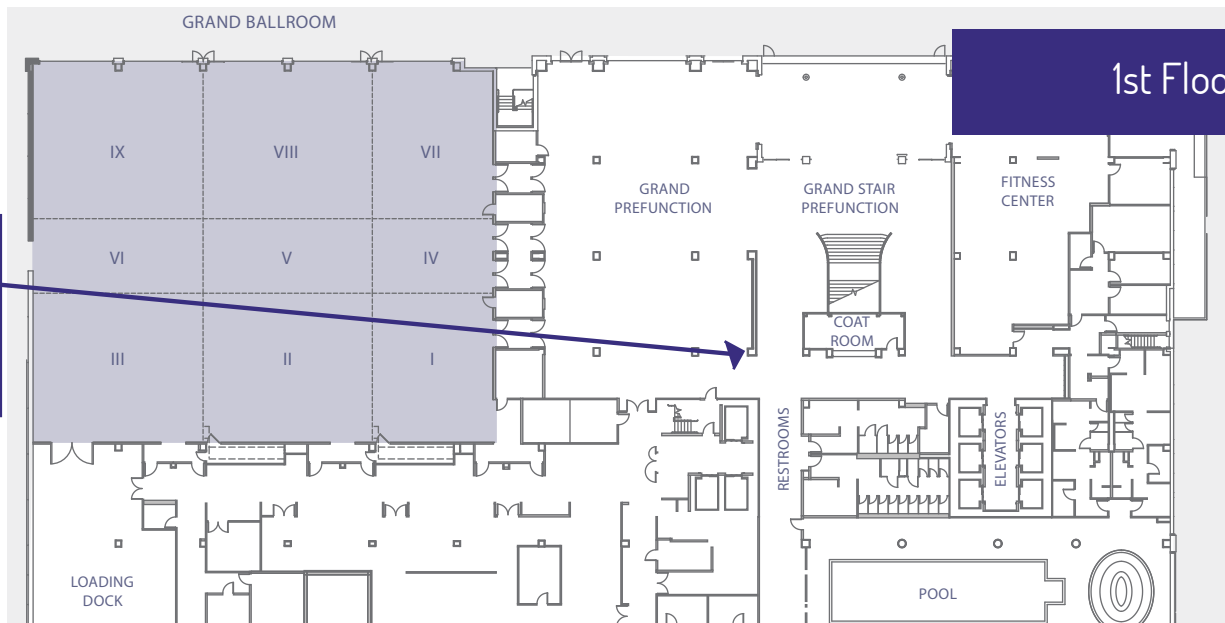 GRAND BALLROOM
1st Floo
IX
VIII
VII
GRAND
PREFUNCTION
GRAND STAIR
PREFUNCTION
FITNESS
CENTER
VI
V
IV
COAT
ROOM
III
II
I
RESTROOMS
ELEVATORS
LOADING
DOCK
POOL